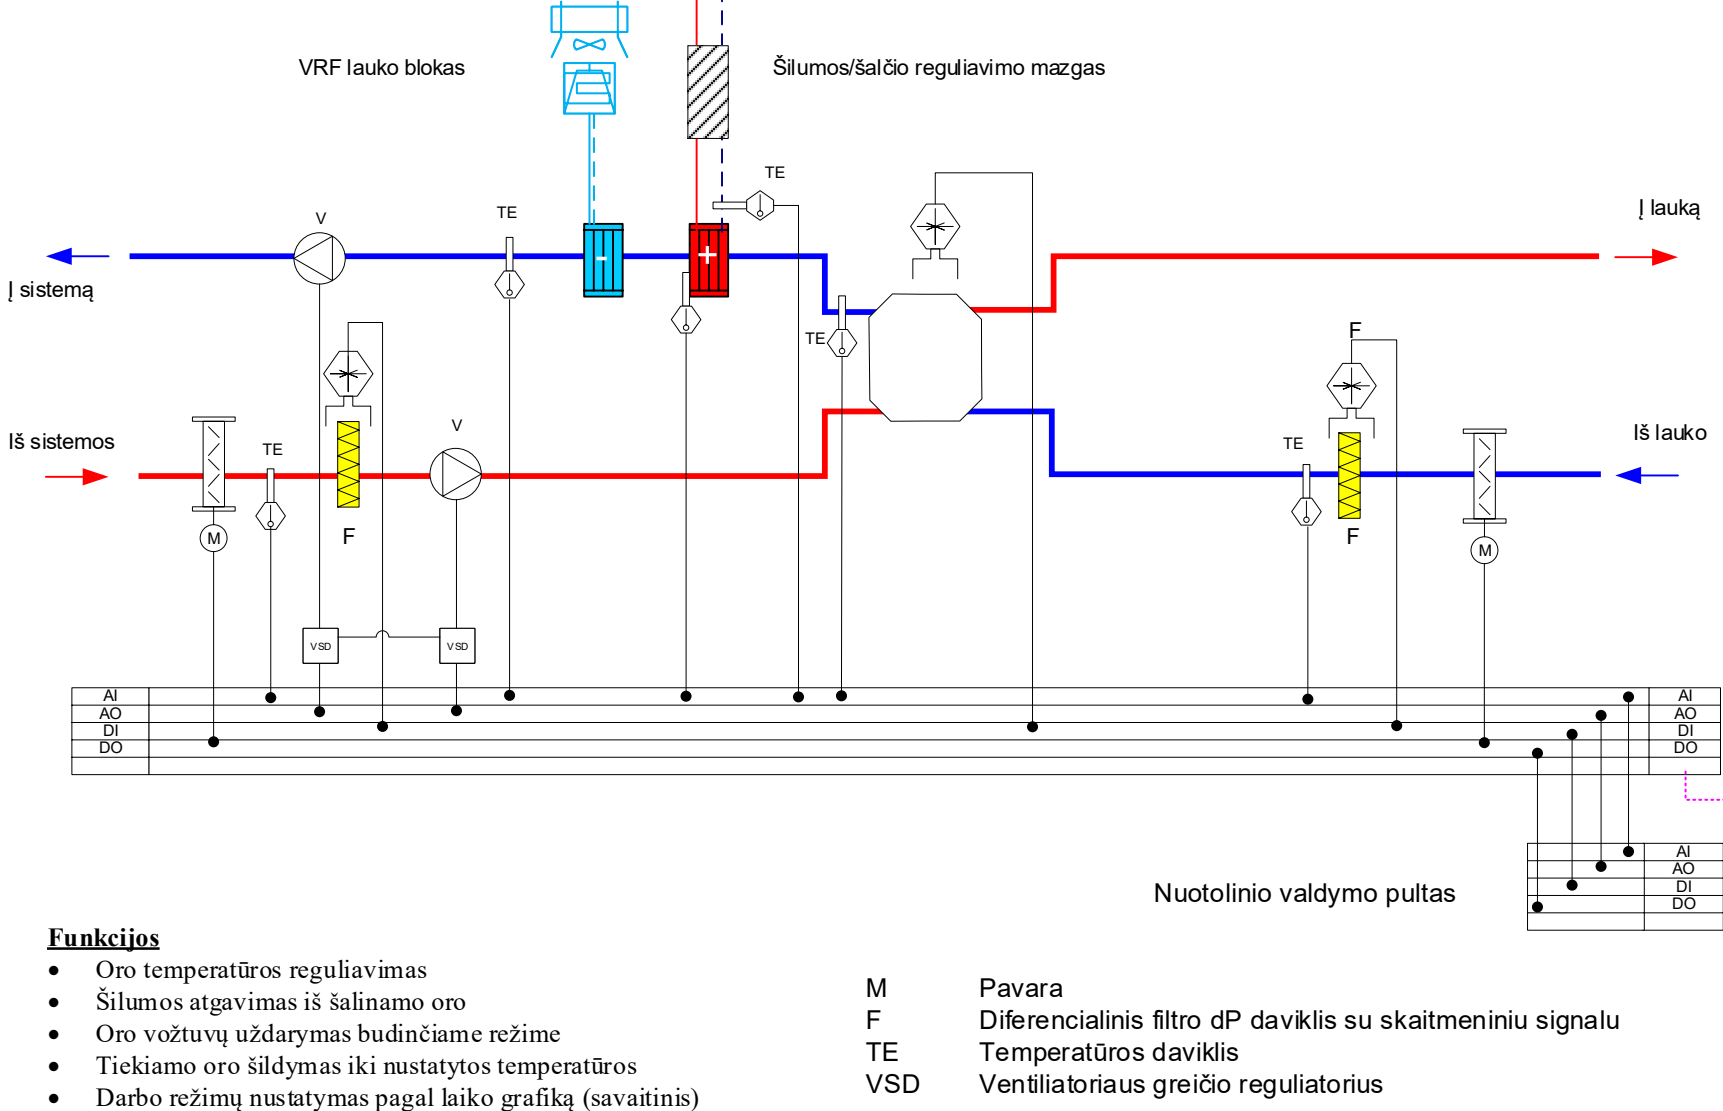 VRF lauko blokas
Šilumos/šalčio reguliavimo mazgas
TE
V
TE
Į lauką
- +
Į sistemą
F
TE
V
Iš sistemos
TE
TE
Iš lauko
F
F
M
M
VSD
VSD
AI
AO
DI
DO
AI
AO
DI
DO
AI
AO
DI
DO
Nuotolinio valdymo pultas
Funkcijos
• Oro temperatūros reguliavimas
• Šilumos atgavimas iš šalinamo oro
• Oro vožtuvų uždarymas budinčiame režime
• Tiekiamo oro šildymas iki nustatytos temperatūros
• Darbo režimų nustatymas pagal laiko grafiką (savaitinis)
M Pavara
F Diferencialinis filtro dP daviklis su skaitmeniniu signalu
TE Temperatūros daviklis
VSD Ventiliatoriaus greičio reguliatorius